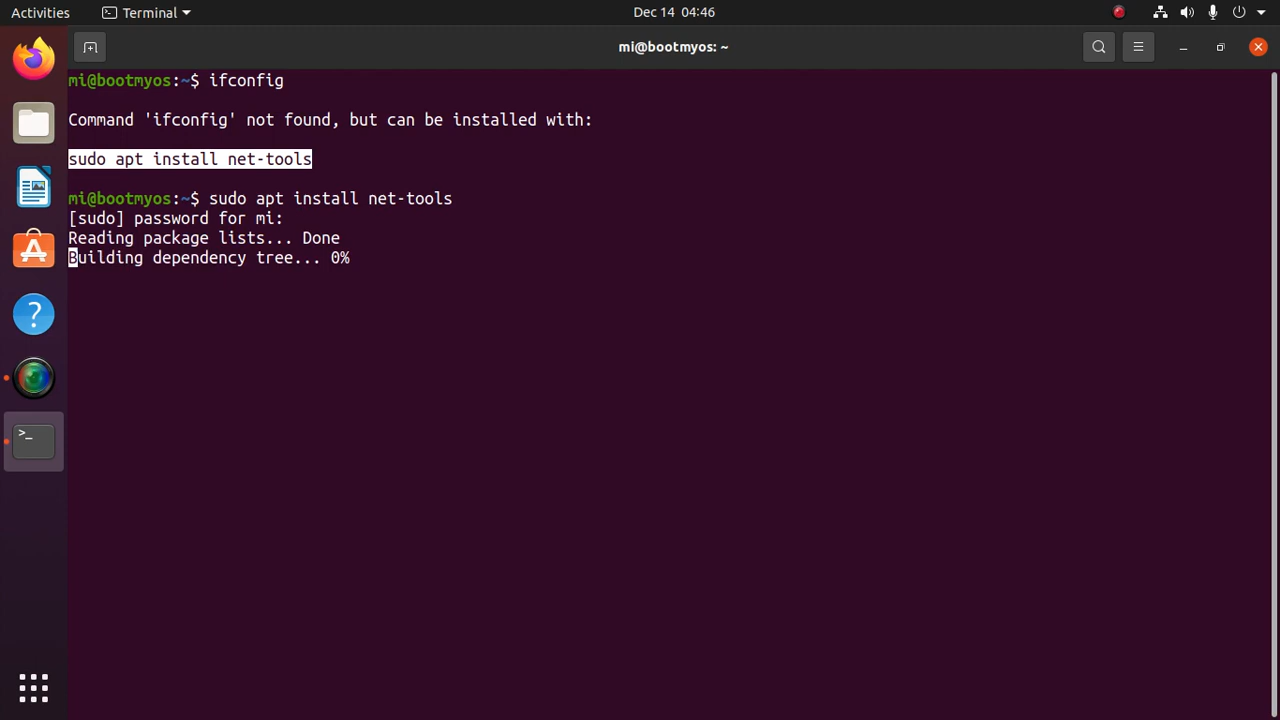 Activities
Terminal
Dec 14 04:46
mi@bootmyos: ~
mi@bootmyos:~$ ifconfig
Command 'ifconfig' not found, but can be installed with:
sudo apt install net-tools
mi@bootmyos:~$ sudo apt install net-tools
[sudo] password for mi:
Reading package lists... Done
Building dependency tree... 0%